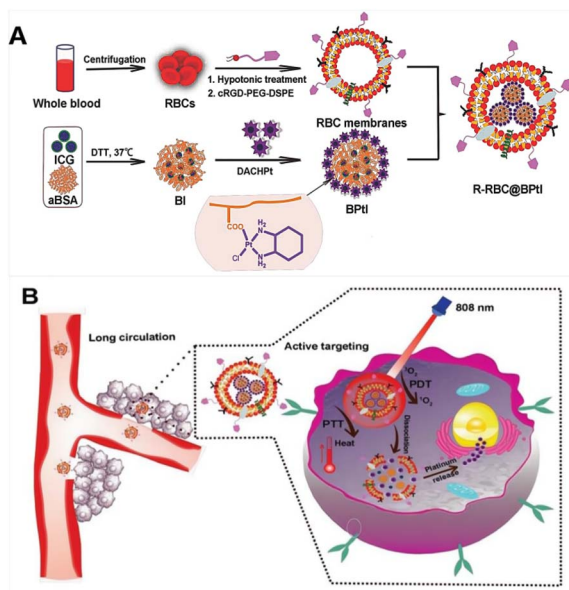 A
Centrifugation
Whole blood
RBCs
1. Hypotonic treatment
2. cRGD-PEG-DSPE
RBC membranes
ICG
aBSA
DTT, 37℃
BI
DACHPt
BPtI
R-RBC@BPtI
COO
H₂
N
Pt
Cl
N
H₂
B
Long circulation
Active targeting
808 nm
¹O₂
PDT
¹O₂
PTT
Heat
Dissociation
Platinum
release